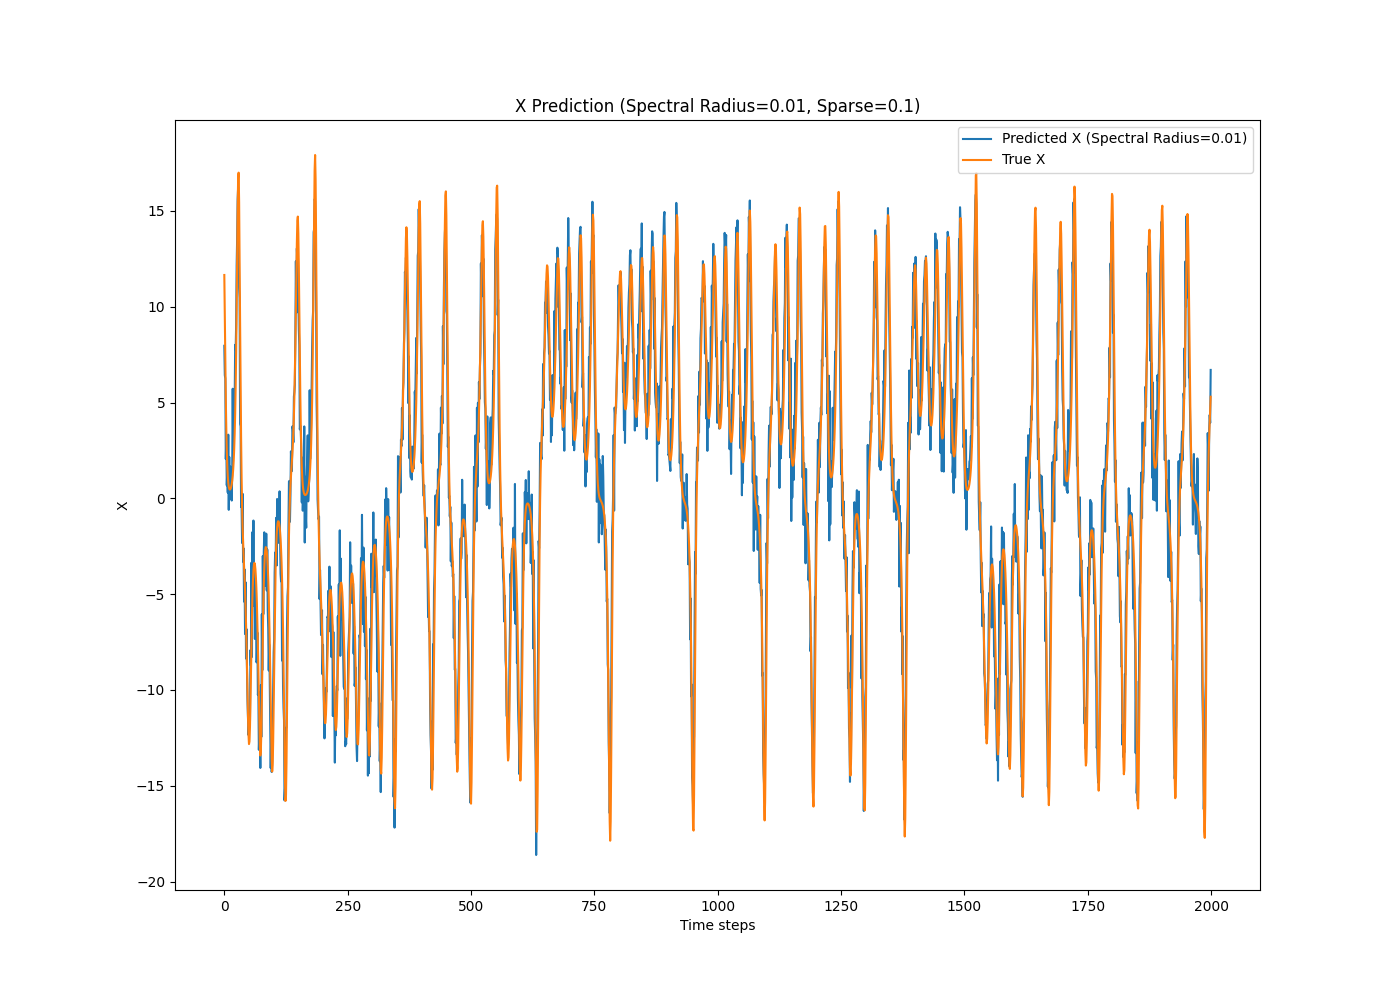 X Prediction (Spectral Radius=0.01, Sparse=0.1)
Predicted X (Spectral Radius=0.01)
True X
15
10
5
0
−5
−10
−15
−20
X
0 250 500 750 1000 1250 1500 1750 2000
Time steps